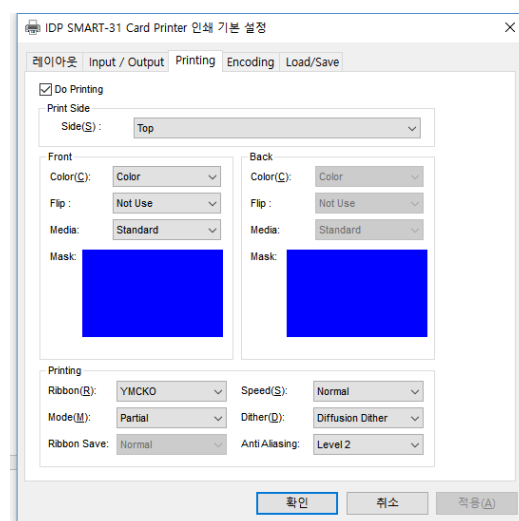 IDP SMART-31 Card Printer 인쇄 기본 설정
레이아웃 Input / Output Printing Encoding Load/Save
Do Printing
Print Side
Side(S) : Top
Front Back
Color(C): Color Color(C): Color
Flip : Not Use Flip : Not Use
Media: Standard Media: Standard
Mask: Mask:
Printing
Ribbon(R): YMCKO Speed(S): Normal
Mode(M): Partial Dither(D): Diffusion Dither
Ribbon Save: Normal Anti Aliasing: Level 2
확인 취소 적용(A)